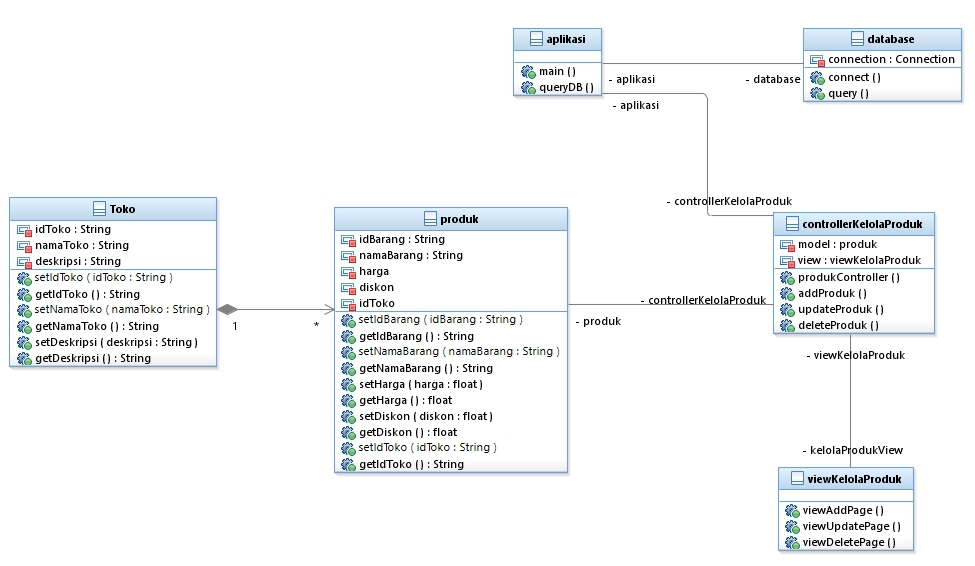 aplikasi
main ()
queryDB ()
- aplikasi
- database
- aplikasi
database
connection : Connection
connect ()
query ()
Toko
idToko : String
namaToko : String
deskripsi : String
setIdToko ( idToko : String )
getIdToko () : String
setNamaToko ( namaToko : String )
getNamaToko () : String
setDeskripsi ( deskripsi : String )
getDeskripsi () : String
1
*
produk
idBarang : String
namaBarang : String
harga
diskon
idToko
setIdBarang ( idBarang : String )
getIdBarang () : String
setNamaBarang ( namaBarang : String )
getNamaBarang () : String
setHarga ( harga : float )
getHarga () : float
setDiskon ( diskon : float )
getDiskon () : float
setIdToko ( idToko : String )
getIdToko () : String
- controllerKelolaProduk
- produk
- controllerKelolaProduk
controllerKelolaProduk
model : produk
view : viewKelolaProduk
produkController ()
addProduk ()
updateProduk ()
deleteProduk ()
- viewKelolaProduk
- kelolaProdukView
viewKelolaProduk
viewAddPage ()
viewUpdatePage ()
viewDeletePage ()